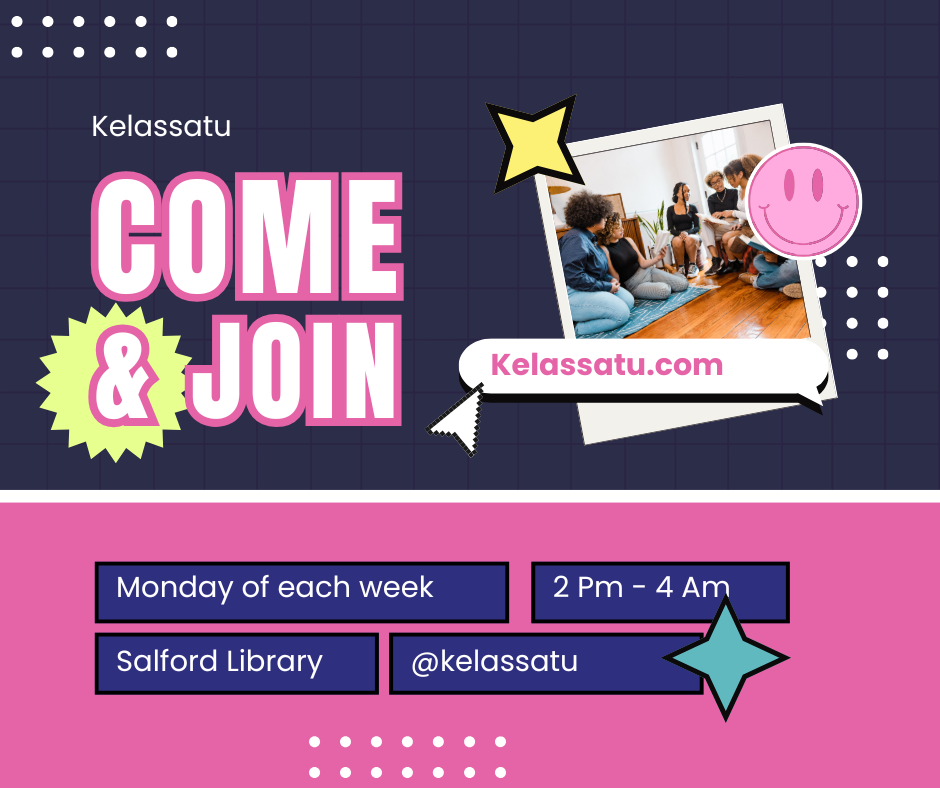 Kelassatu
COME
& JOIN
Kelassatu.com
Monday of each week
2 Pm - 4 Am
Salford Library
@kelassatu